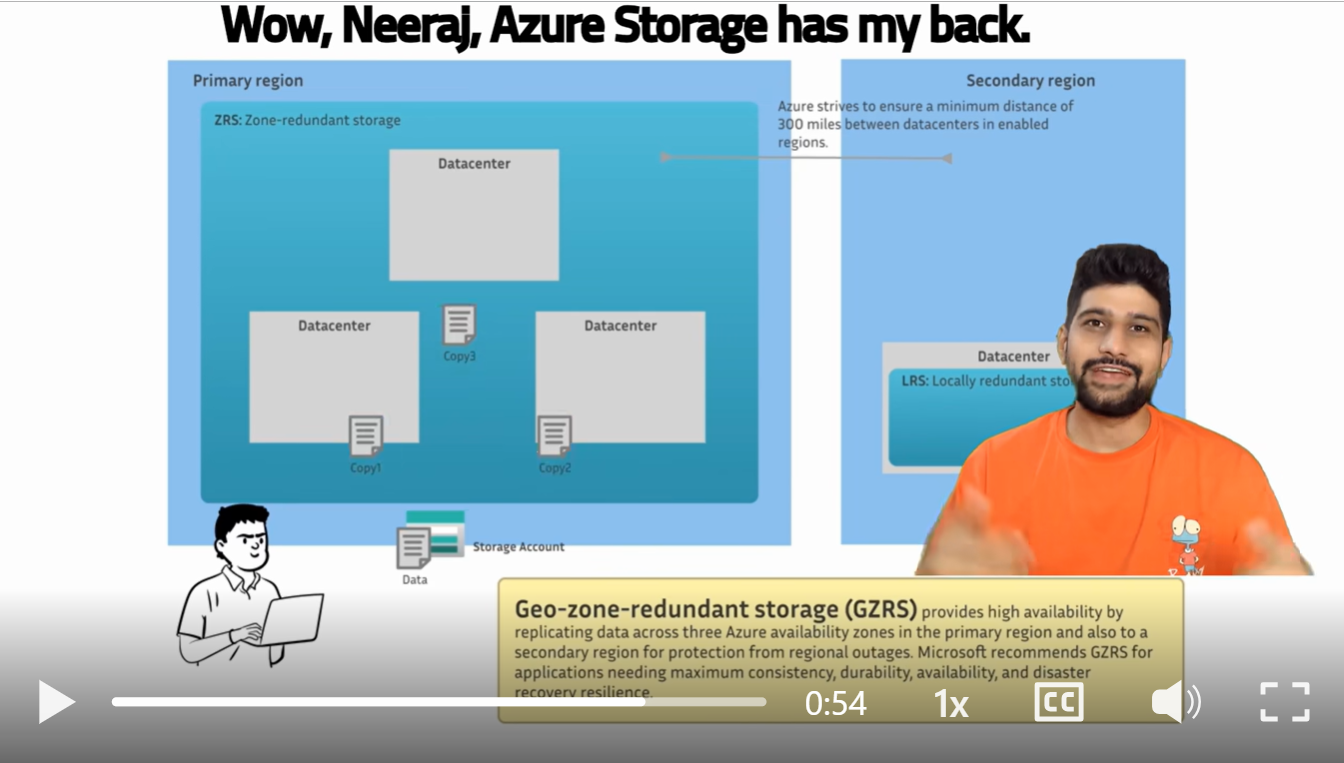 Wow, Neeraj, Azure Storage has my back.
Primary region
ZRS: Zone-redundant storage
Datacenter
Datacenter
Datacenter
Copy3
Copy1
Copy2
Secondary region
Azure strives to ensure a minimum distance of
300 miles between datacenters in enabled
regions.
Datacenter
LRS: Locally redundant
Storage Account
Data
Geo-zone-redundant storage (GZRS) provides high availability by
replicating data across three Azure availability zones in the primary region and also to a
secondary region for protection from regional outages. Microsoft recommends GZRS for
applications needing maximum consistency, durability, availability, and disaster
recovery resilience.
0:54
1x
CC